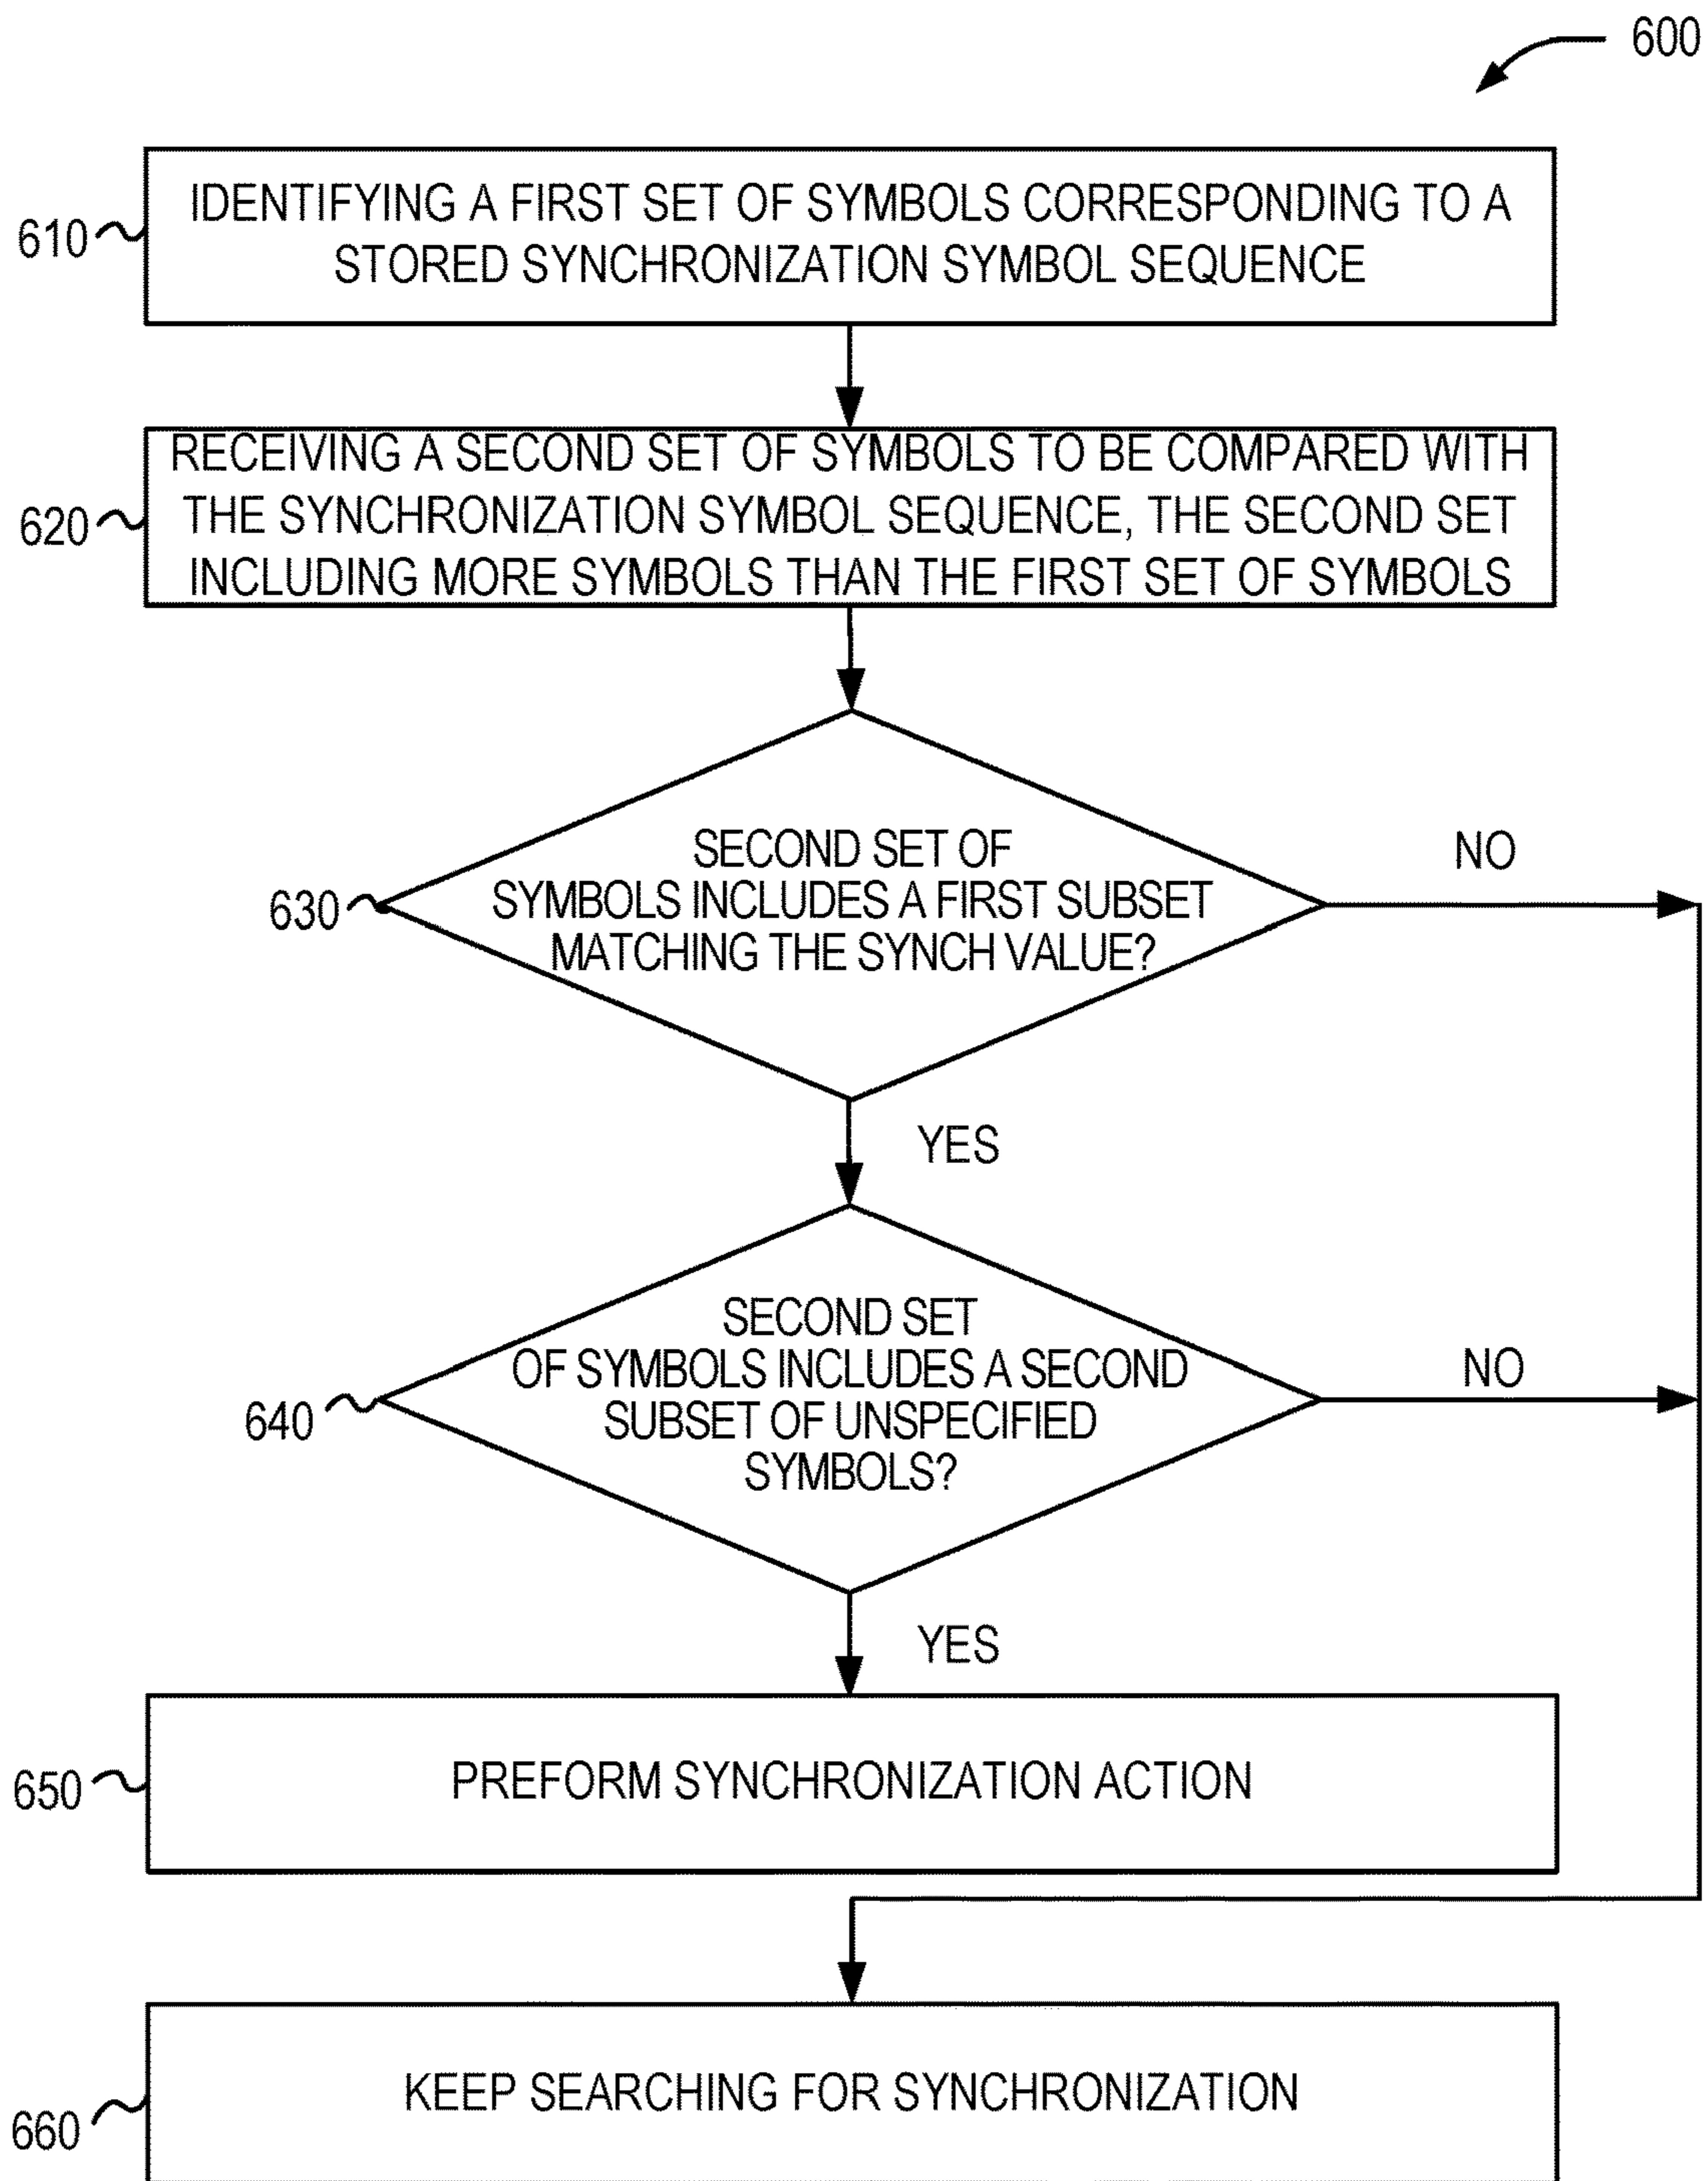 600
610
IDENTIFYING A FIRST SET OF SYMBOLS CORRESPONDING TO A
STORED SYNCHRONIZATION SYMBOL SEQUENCE
620
RECEIVING A SECOND SET OF SYMBOLS TO BE COMPARED WITH
THE SYNCHRONIZATION SYMBOL SEQUENCE, THE SECOND SET
INCLUDING MORE SYMBOLS THAN THE FIRST SET OF SYMBOLS
630
SECOND SET OF
SYMBOLS INCLUDES A FIRST SUBSET
MATCHING THE SYNCH VALUE?
NO
YES
640
SECOND SET
OF SYMBOLS INCLUDES A SECOND
SUBSET OF UNSPECIFIED
SYMBOLS?
NO
YES
650
PREFORM SYNCHRONIZATION ACTION
660
KEEP SEARCHING FOR SYNCHRONIZATION